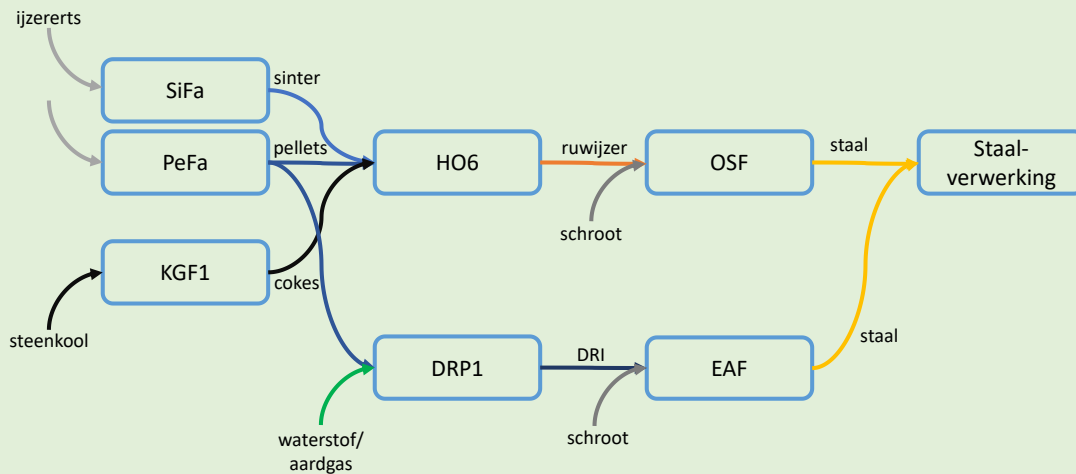 ijzererts
SiFa
sinter
PeFa
pellets
HO6
ruwijzer
OSF
staal
Staal-
verwerking
schroot
KGF1
cokes
steenkool
staal
DRP1
DRI
EAF
waterstof/
aardgas
schroot